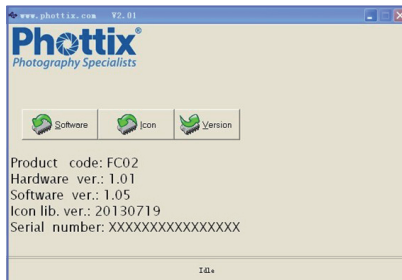 www.phottix.com V2.01
Phottix®
Photography Specialists
Software Icon Version
Product code: FC02
Hardware ver.: 1.01
Software ver.: 1.05
Icon lib. ver.: 20130719
Serial number: XXXXXXXXXXXXXXXX
Idle